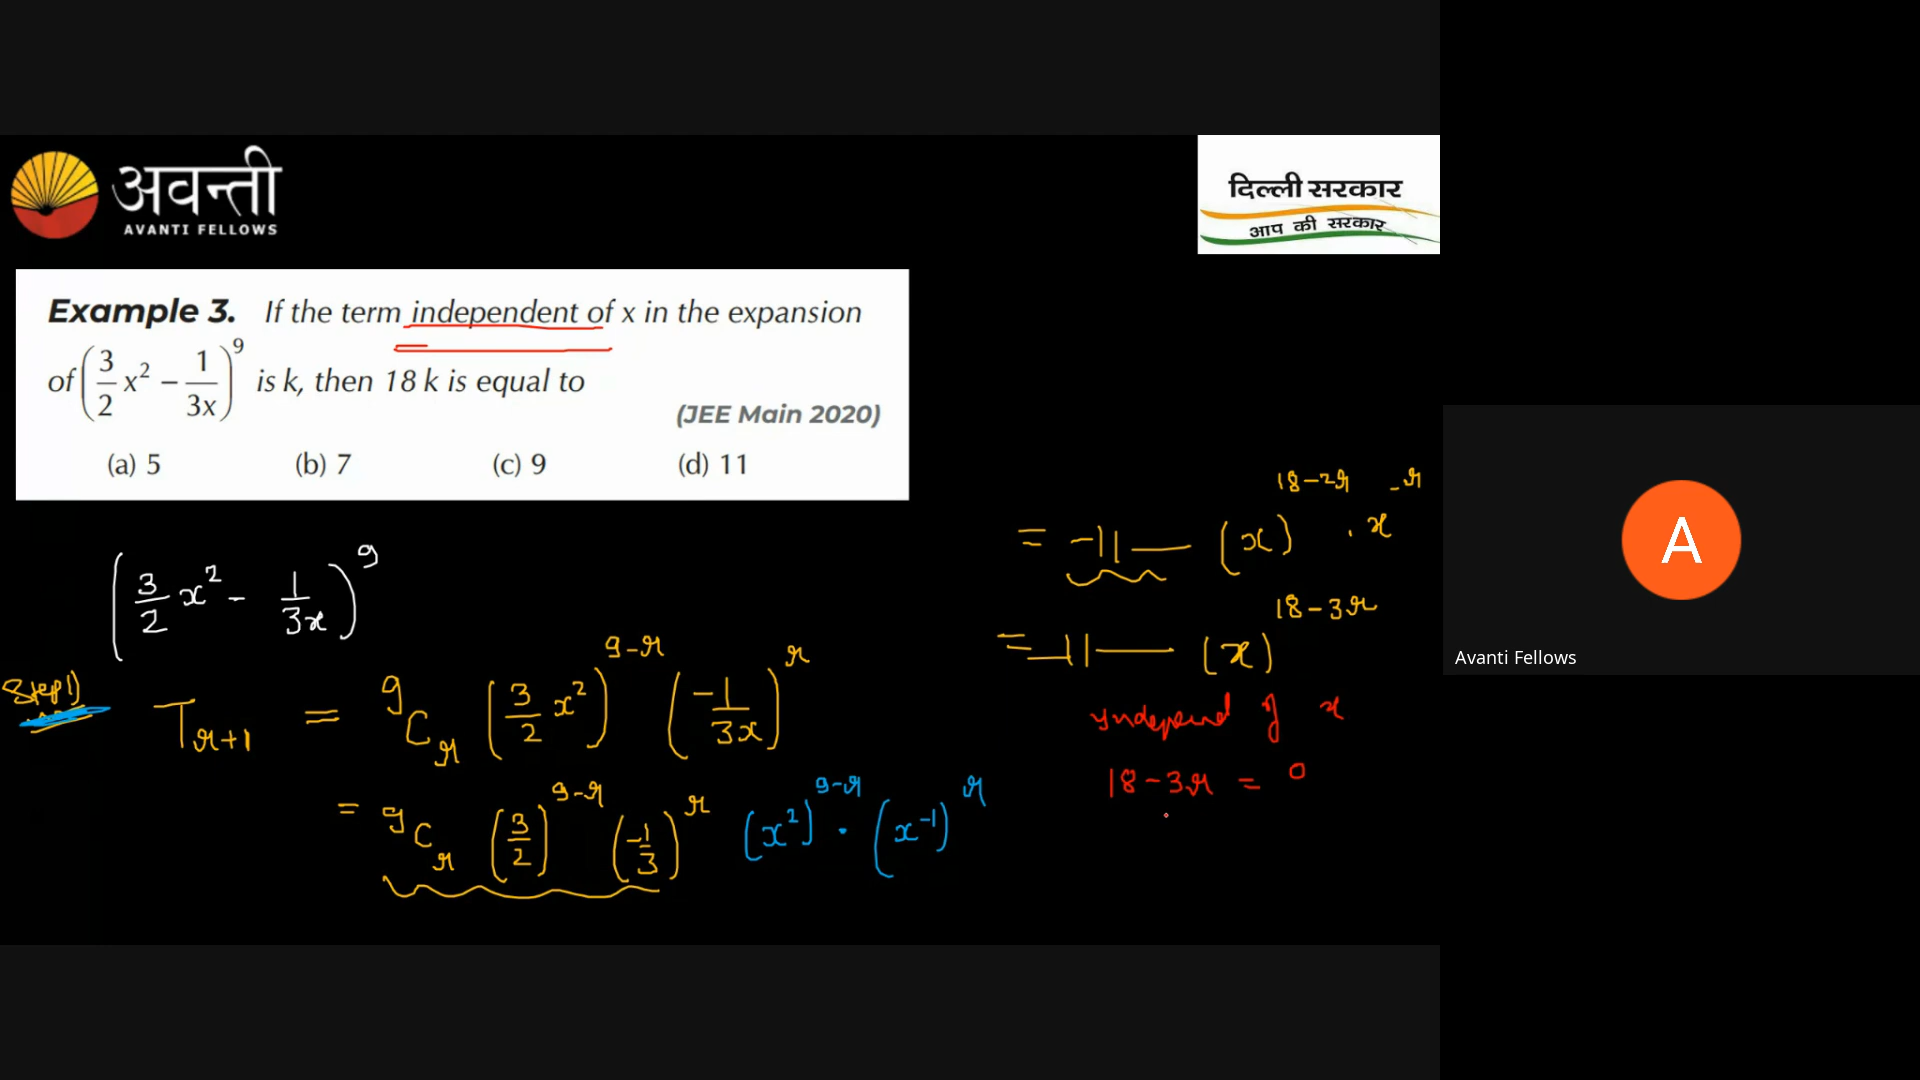 अवन्ती
AVANTI FELLOWS
दिल्ली सरकार
आप की सरकार
Example 3. If the term independent of x in the expansion
of (3/2 x² − 1/3x)⁹ is k, then 18 k is equal to
(JEE Main 2020)
(a) 5 (b) 7 (c) 9 (d) 11
(3/2 x² − 1/3x)⁹
Step 1)
T_{r+1} = ⁹C_r (3/2 x²)^{9-r} (-1/3x)^r
= ⁹C_r (3/2)^{9-r} (-1/3)^r (x²)^{9-r} · (x^{-1})^r
= -11— (x)^{18-2r} · x^{-r}
= -11— (x)^{18-3r}
independ of x
18-3r = 0
A
Avanti Fellows